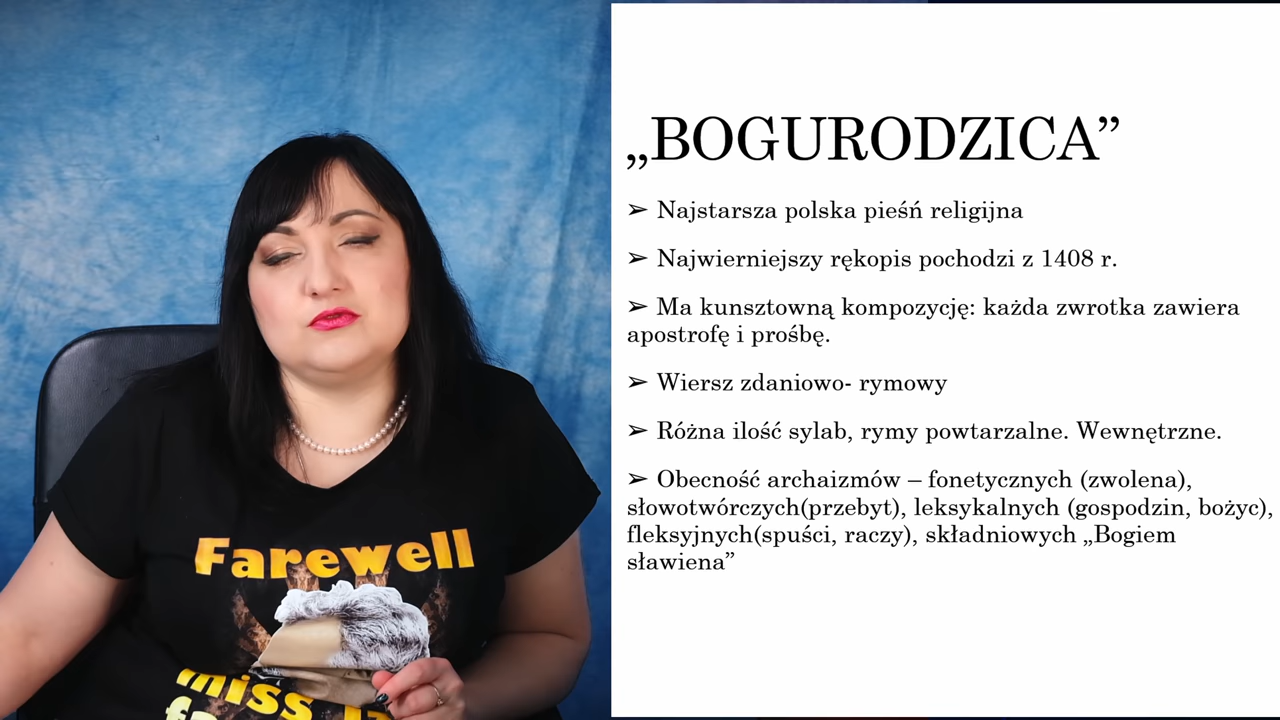 „BOGURODZICA”
➢ Najstarsza polska pieśń religijna
➢ Najwierniejszy rękopis pochodzi z 1408 r.
➢ Ma kunsztowną kompozycję: każda zwrotka zawiera
apostrofę i prośbę.
➢ Wiersz zdaniowo- rymowy
➢ Różna ilość sylab, rymy powtarzalne. Wewnętrzne.
➢ Obecność archaizmów – fonetycznych (zwolena),
słowotwórczych(przebyt), leksykalnych (gospodzin, bożyc),
fleksyjnych(spuści, raczy), składniowych „Bogiem
sławiena”
Farewell
miss